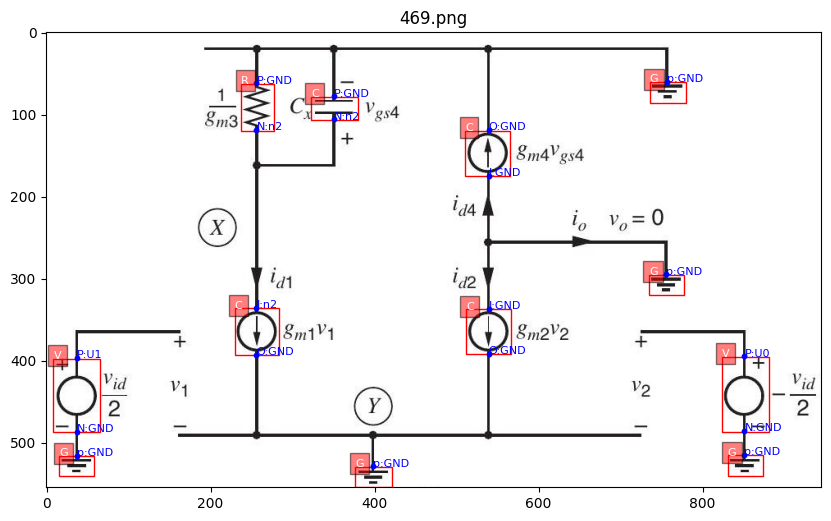 469.png
0
100
200
300
400
500
0
200
400
600
800
R
P:GND
N:n2
1
g_{m3}
C
C_x
P:GND
N:n2
−
v_{gs4}
+
G
p:GND
C
O:GND
I:GND
g_{m4}v_{gs4}
X
i_{d4}
i_o
v_o = 0
G
p:GND
i_{d1}
i_{d2}
C
I:n2
O:GND
g_{m1}v_1
C
I:GND
O:GND
g_{m2}v_2
V
P:U1
+
N:GND
−
v_{id}
2
G
p:GND
+
v_1
−
Y
G
p:GND
+
v_2
−
V
P:U0
+
N:GND
−
− v_{id}
2
G
p:GND